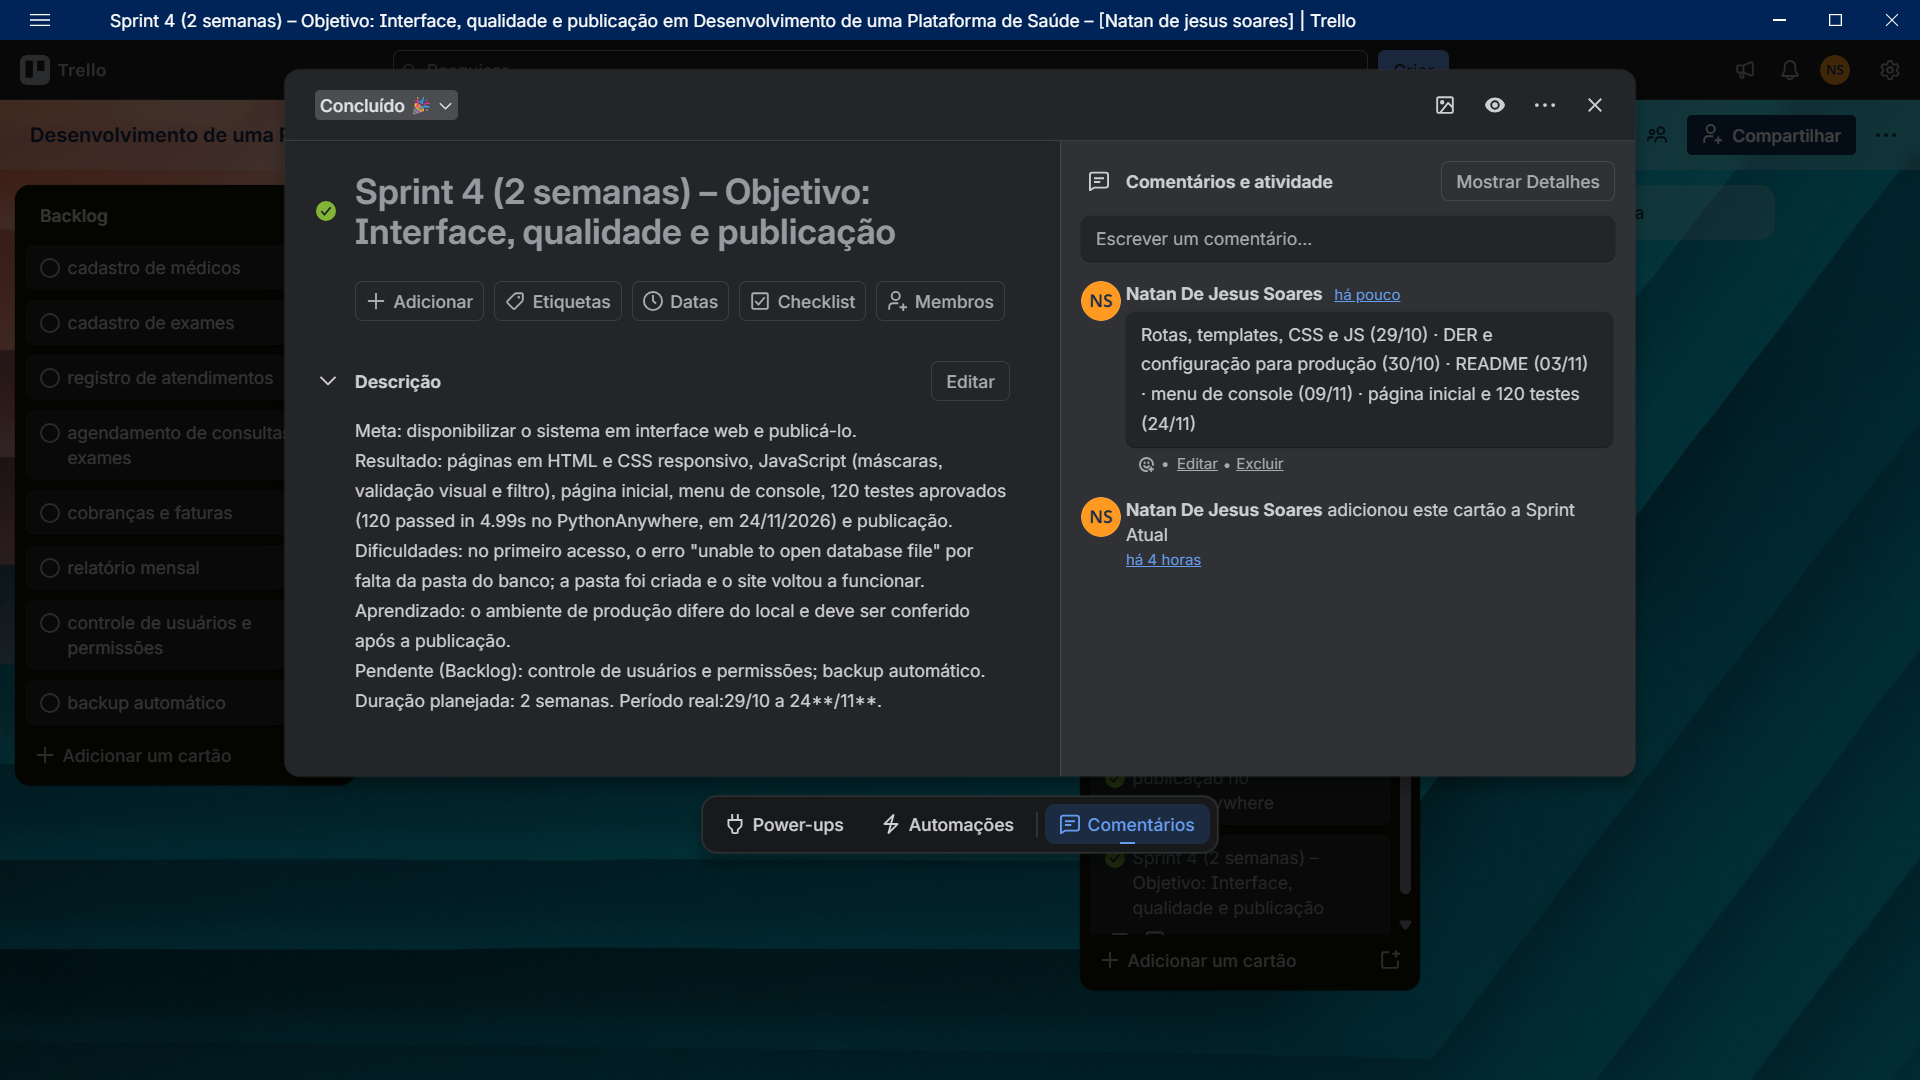 Sprint 4 (2 semanas) – Objetivo: Interface, qualidade e publicação em Desenvolvimento de uma Plataforma de Saúde – [Natan de jesus soares] | Trello
Trello
Pesquisar
Criar
NS
Desenvolvimento de uma P
Compartilhar
Concluído 🎉
Backlog
cadastro de médicos
cadastro de exames
registro de atendimentos
agendamento de consultas
exames
cobranças e faturas
relatório mensal
controle de usuários e
permissões
backup automático
Adicionar um cartão
Sprint 4 (2 semanas) – Objetivo:
Interface, qualidade e publicação
Adicionar
Etiquetas
Datas
Checklist
Membros
Descrição
Editar
Meta: disponibilizar o sistema em interface web e publicá-lo.
Resultado: páginas em HTML e CSS responsivo, JavaScript (máscaras,
validação visual e filtro), página inicial, menu de console, 120 testes aprovados
(120 passed in 4.99s no PythonAnywhere, em 24/11/2026) e publicação.
Dificuldades: no primeiro acesso, o erro "unable to open database file" por
falta da pasta do banco; a pasta foi criada e o site voltou a funcionar.
Aprendizado: o ambiente de produção difere do local e deve ser conferido
após a publicação.
Pendente (Backlog): controle de usuários e permissões; backup automático.
Duração planejada: 2 semanas. Período real:29/10 a 24**/11**.
Comentários e atividade
Mostrar Detalhes
Escrever um comentário...
NS
Natan De Jesus Soares há pouco
Rotas, templates, CSS e JS (29/10) · DER e
configuração para produção (30/10) · README (03/11)
· menu de console (09/11) · página inicial e 120 testes
(24/11)
• Editar • Excluir
NS
Natan De Jesus Soares adicionou este cartão a Sprint
Atual
há 4 horas
a
publicação no
ywhere
Power-ups
Automações
Comentários
Sprint 4 (2 semanas) –
Objetivo: Interface,
qualidade e publicação
Adicionar um cartão